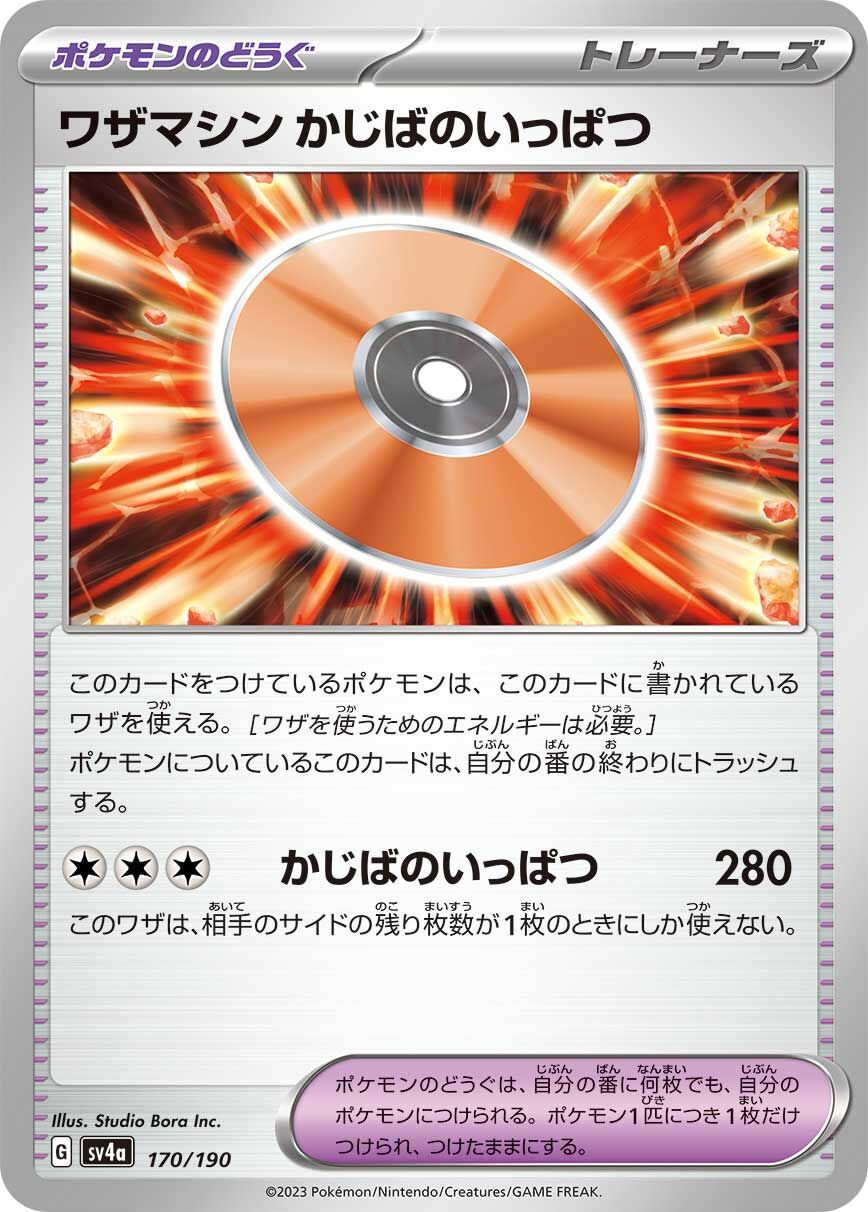 ポケモンのどうぐ
トレーナーズ
ワザマシン かじばのいっぱつ
このカードをつけているポケモンは、このカードに書かれている
ワザを使える。[ワザを使うためのエネルギーは必要。]
ポケモンについているこのカードは、自分の番の終わりにトラッシュ
する。
かじばのいっぱつ 280
このワザは、相手のサイドの残り枚数が1枚のときにしか使えない。
ポケモンのどうぐは、自分の番に何枚でも、自分の
ポケモンにつけられる。ポケモン1匹につき1枚だけ
つけられ、つけたままにする。
Illus. Studio Bora Inc.
G sv4a 170/190
©2023 Pokémon/Nintendo/Creatures/GAME FREAK.